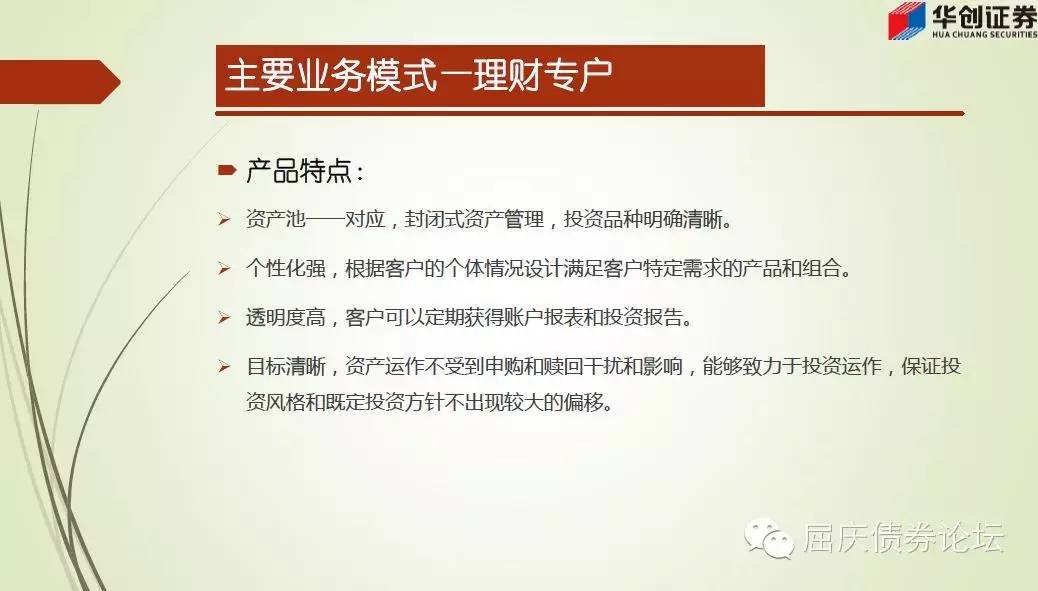 华创证券
HUA CHUANG SECURITIES
主要业务模式—理财专户
产品特点：
资产池一一对应，封闭式资产管理，投资品种明确清晰。
个性化强，根据客户的个体情况设计满足客户特定需求的产品和组合。
透明度高，客户可以定期获得账户报表和投资报告。
目标清晰，资产运作不受到申购和赎回干扰和影响，能够致力于投资运作，保证投
资风格和既定投资方针不出现较大的偏移。
屈庆债券论坛